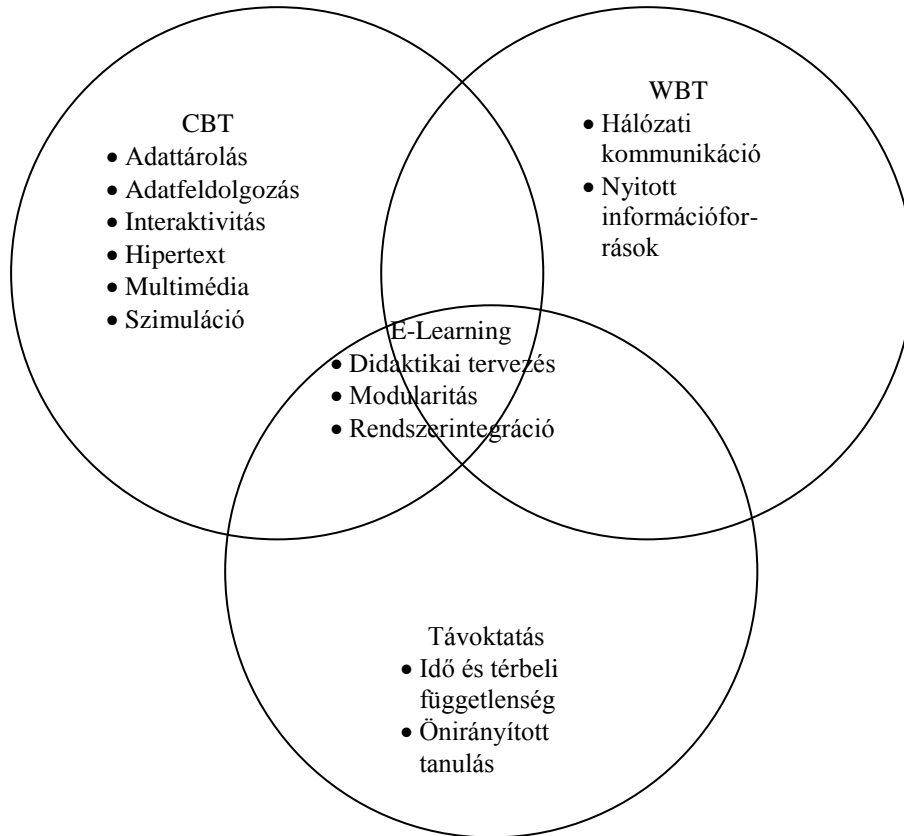 CBT
• Adattárolás
• Adatfeldolgozás
• Interaktivitás
• Hipertext
• Multimédia
• Szimuláció
WBT
• Hálózati
kommunikáció
• Nyitott
információfor-
rások
E-Learning
• Didaktikai tervezés
• Modularitás
• Rendszerintegráció
Távoktatás
• Idő és térbeli
függetlenség
• Önirányított
tanulás